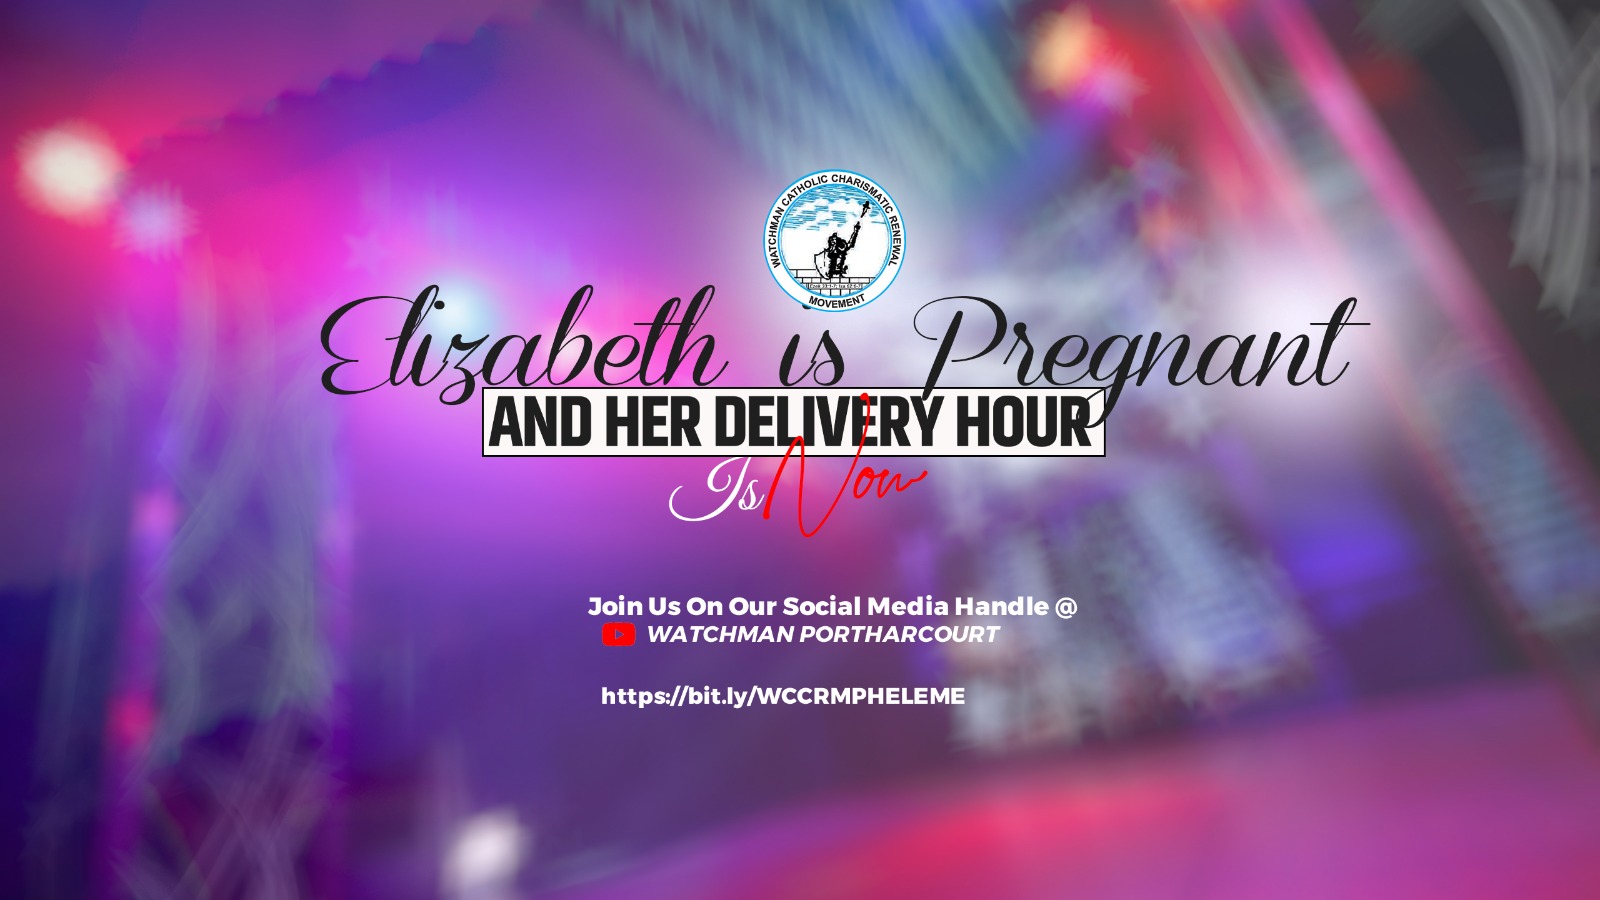 WATCHMAN CATHOLIC CHARISMATIC RENEWAL
MOVEMENT
Elizabeth is Pregnant
AND HER DELIVERY HOUR
Is Now
Join Us On Our Social Media Handle @
WATCHMAN PORTHARCOURT
https://bit.ly/WCCRMPHELEME